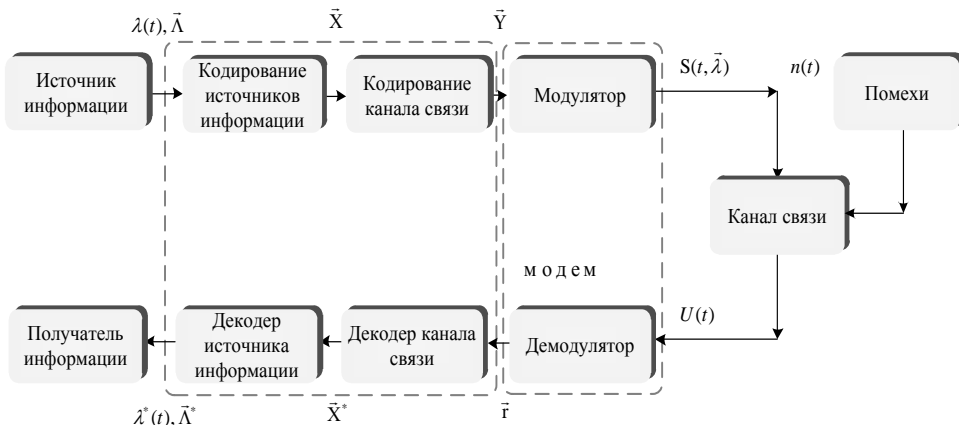 λ(t), Λ⃗
X⃗
Y⃗
Источник
информации
Кодирование
источников
информации
Кодирование
канала связи
Модулятор
S(t, λ⃗)
n(t)
Помехи
Канал связи
м о д е м
U(t)
Получатель
информации
Декодер
источника
информации
Декодер канала
связи
Демодулятор
λ*(t), Λ⃗*
X⃗*
r⃗